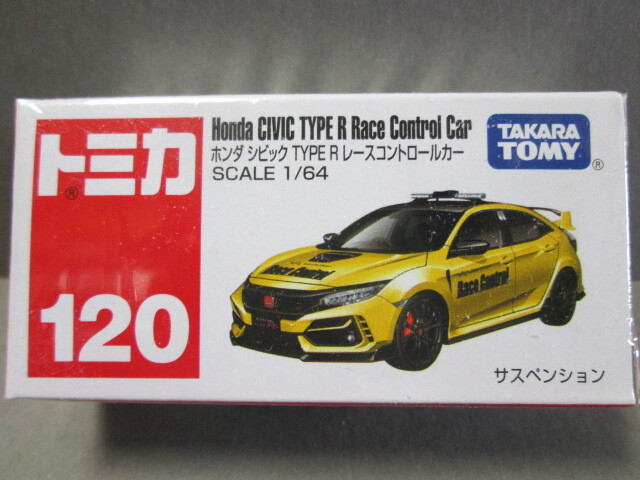 トミカ®
120
Honda CIVIC TYPE R Race Control Car
ホンダ シビック TYPE R レースコントロールカー
SCALE 1/64
TAKARA
TOMY®
Race Control
Race Control
サスペンション